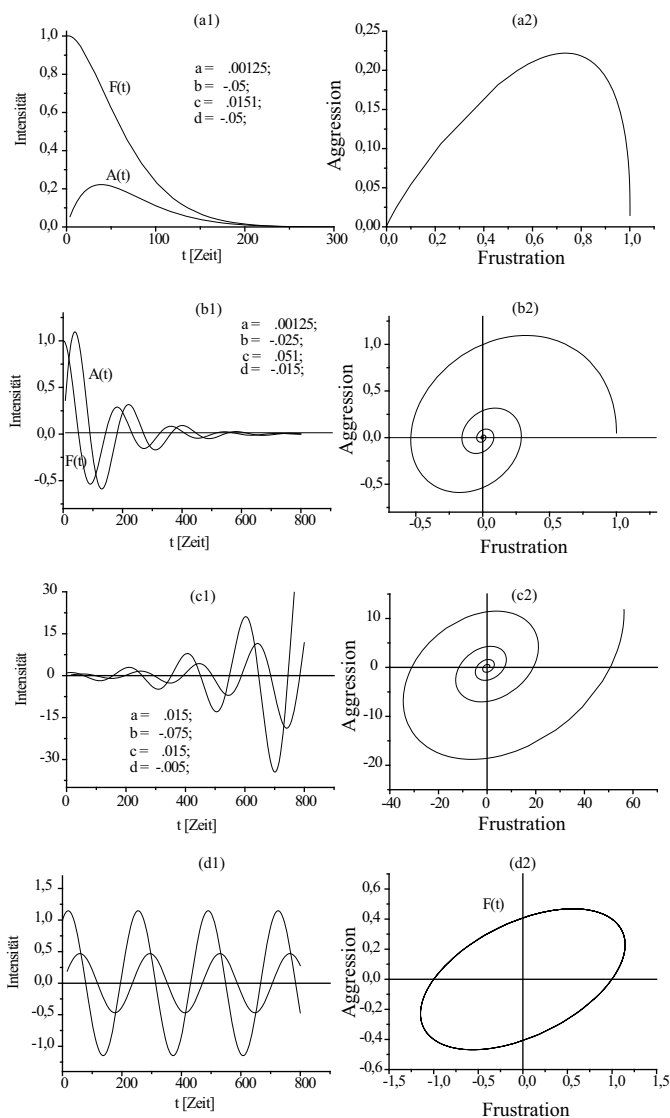 (a1)
1,0
0,8
0,6
0,4
0,2
0,0
Intensität
F(t)
A(t)
a = .00125;
b = -.05;
c = .0151;
d = -.05;
0
100
200
300
t [Zeit]
(a2)
0,25
0,20
0,15
0,10
0,05
0,00
Aggression
0,0
0,2
0,4
0,6
0,8
1,0
Frustration
(b1)
1,0
0,5
0,0
-0,5
Intensität
A(t)
F(t)
a = .00125;
b = -.025;
c = .051;
d = -.015;
0
200
400
600
800
t [Zeit]
(b2)
1,0
0,5
0,0
-0,5
Aggression
-0,5
0,0
0,5
1,0
Frustration
(c1)
30
15
0
-15
-30
Intensität
a = .015;
b = -.075;
c = .015;
d = -.005;
0
200
400
600
800
t [Zeit]
(c2)
10
0
-10
-20
Aggression
-40
-20
0
20
40
60
Frustration
(d1)
1,5
1,0
0,5
0,0
-0,5
-1,0
Intensität
0
200
400
600
800
t [Zeit]
(d2)
0,6
0,4
0,2
0,0
-0,2
-0,4
-0,6
Aggression
F(t)
-1,5
-1,0
-0,5
0,0
0,5
1,0
1,5
Frustration